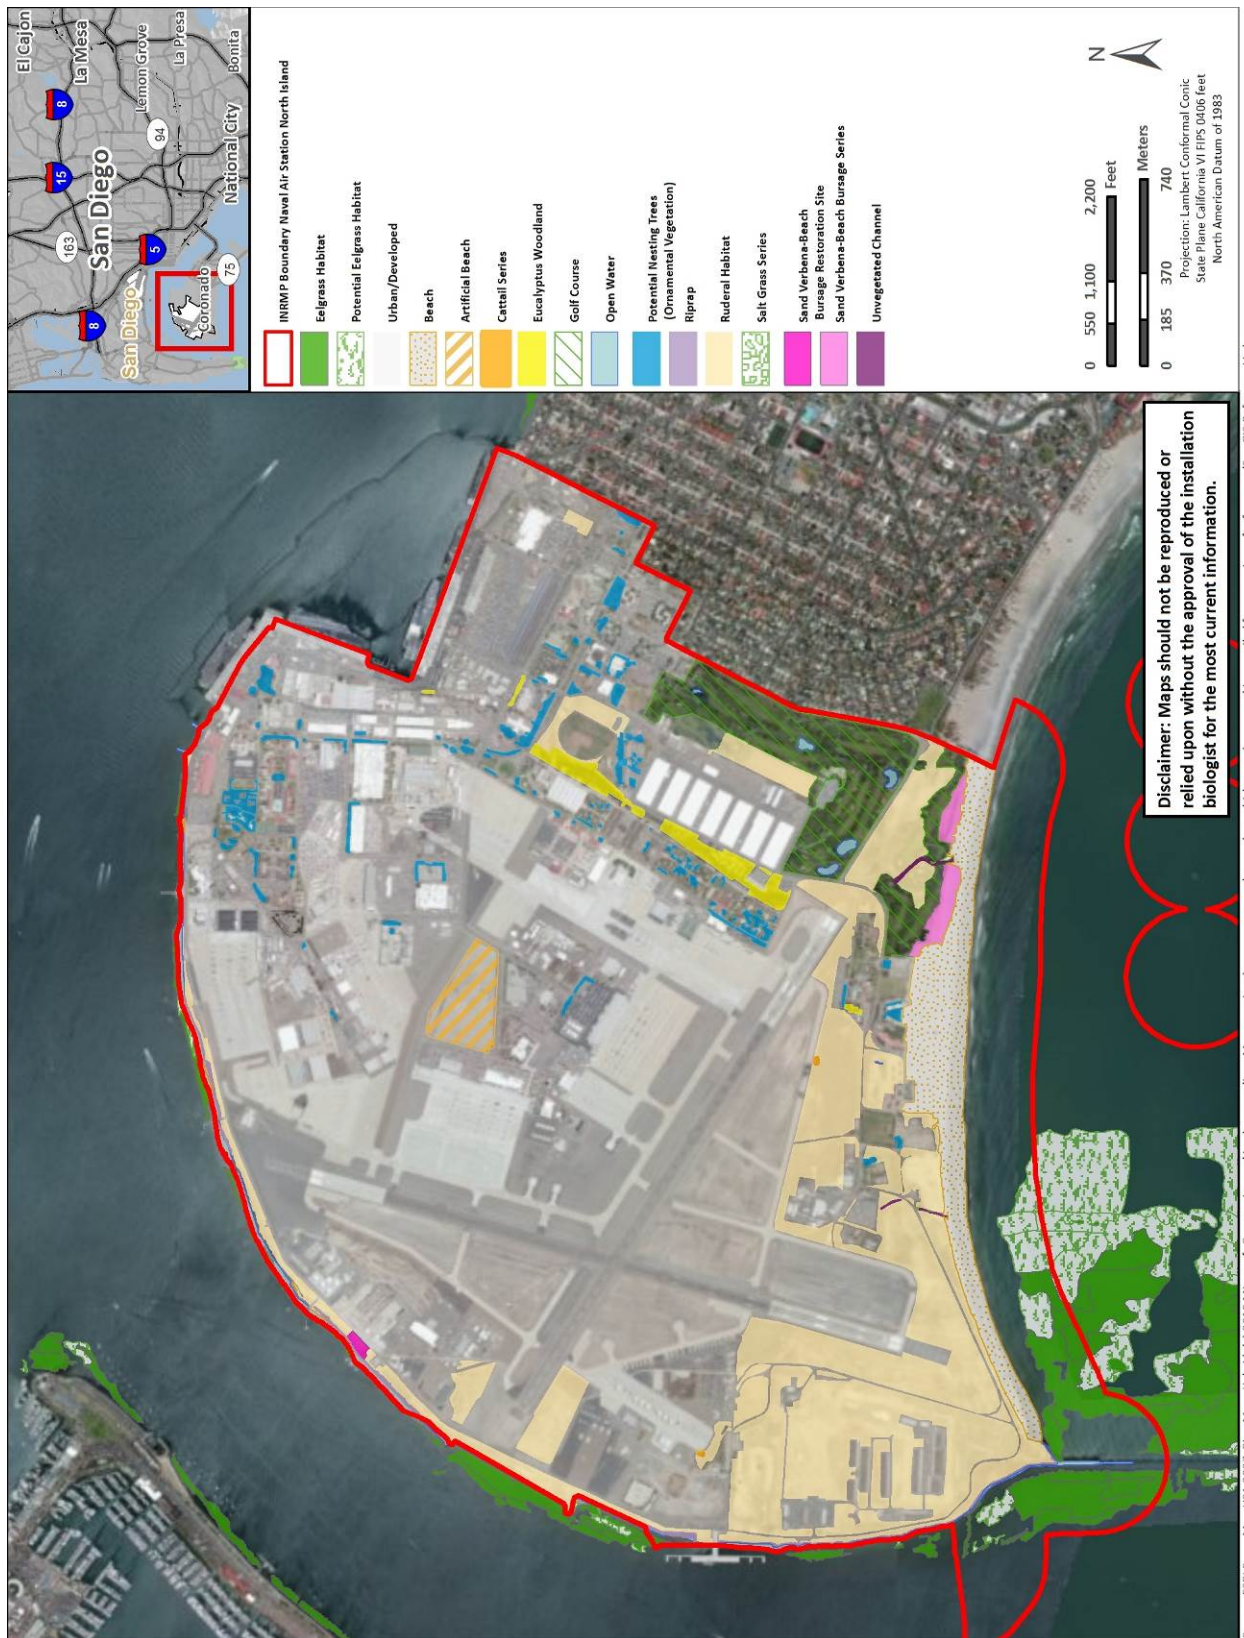 El Cajon
La Mesa
Lemon Grove
La Presa
Bonita
8
15
94
163
San Diego
National City
5
8
San Diego
Coronado
75
INRMP Boundary Naval Air Station North Island
Eelgrass Habitat
Potential Eelgrass Habitat
Urban/Developed
Beach
Artificial Beach
Cattail Series
Eucalyptus Woodland
Golf Course
Open Water
Potential Nesting Trees
(Ornamental Vegetation)
Riprap
Ruderal Habitat
Salt Grass Series
Sand Verbena-Beach
Bursage Restoration Site
Sand Verbena-Beach Bursage Series
Unvegetated Channel
N
0 550 1,100 2,200
Feet
Meters
0 185 370 740
Projection: Lambert Conformal Conic
State Plane California VI FIPS 0406 feet
North American Datum of 1983
Disclaimer: Maps should not be reproduced or
relied upon without the approval of the installation
biologist for the most current information.